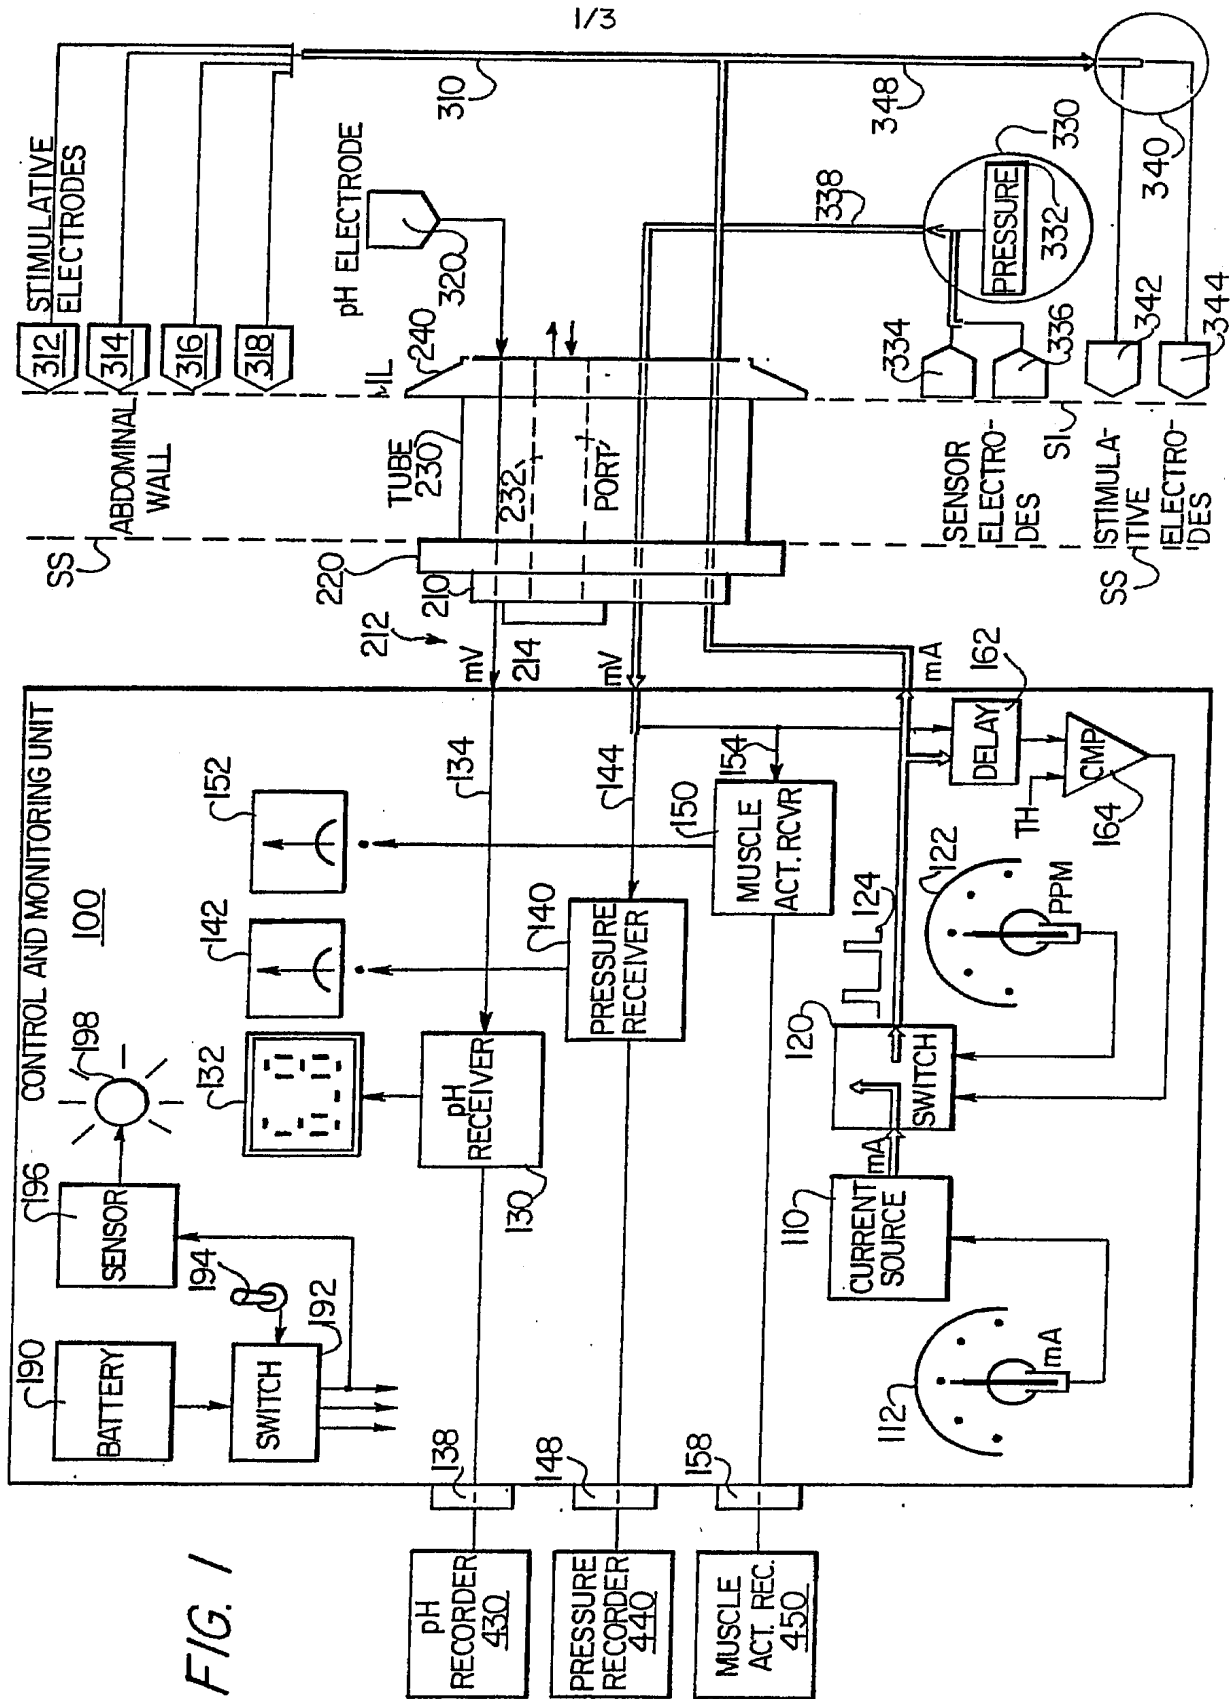 1/3
FIG. 1
CONTROL AND MONITORING UNIT
100
190
BATTERY
SWITCH
192
194
196
SENSOR
198
132
142
152
pH
RECEIVER
130
134
PRESSURE
RECEIVER
140
144
MUSCLE
ACT. RCVR
150
154
138
148
158
pH
RECORDER
430
PRESSURE
RECORDER
440
MUSCLE
ACT. REC.
450
112
mA
CURRENT
SOURCE
110
mA
SWITCH
120
124
122
PPM
DELAY
162
TH
CMP
164
mV
mV
mA
212
214
210
220
SS
ABDOMINAL
WALL
TUBE
230
232
PORT
240
ML
pH ELECTRODE
320
STIMULATIVE
ELECTRODES
312
314
316
318
310
348
338
330
PRESSURE
332
334
336
340
342
344
SENSOR
ELECTRO-
DES
SI
STIMULA-
TIVE
ELECTRO-
DES
SS